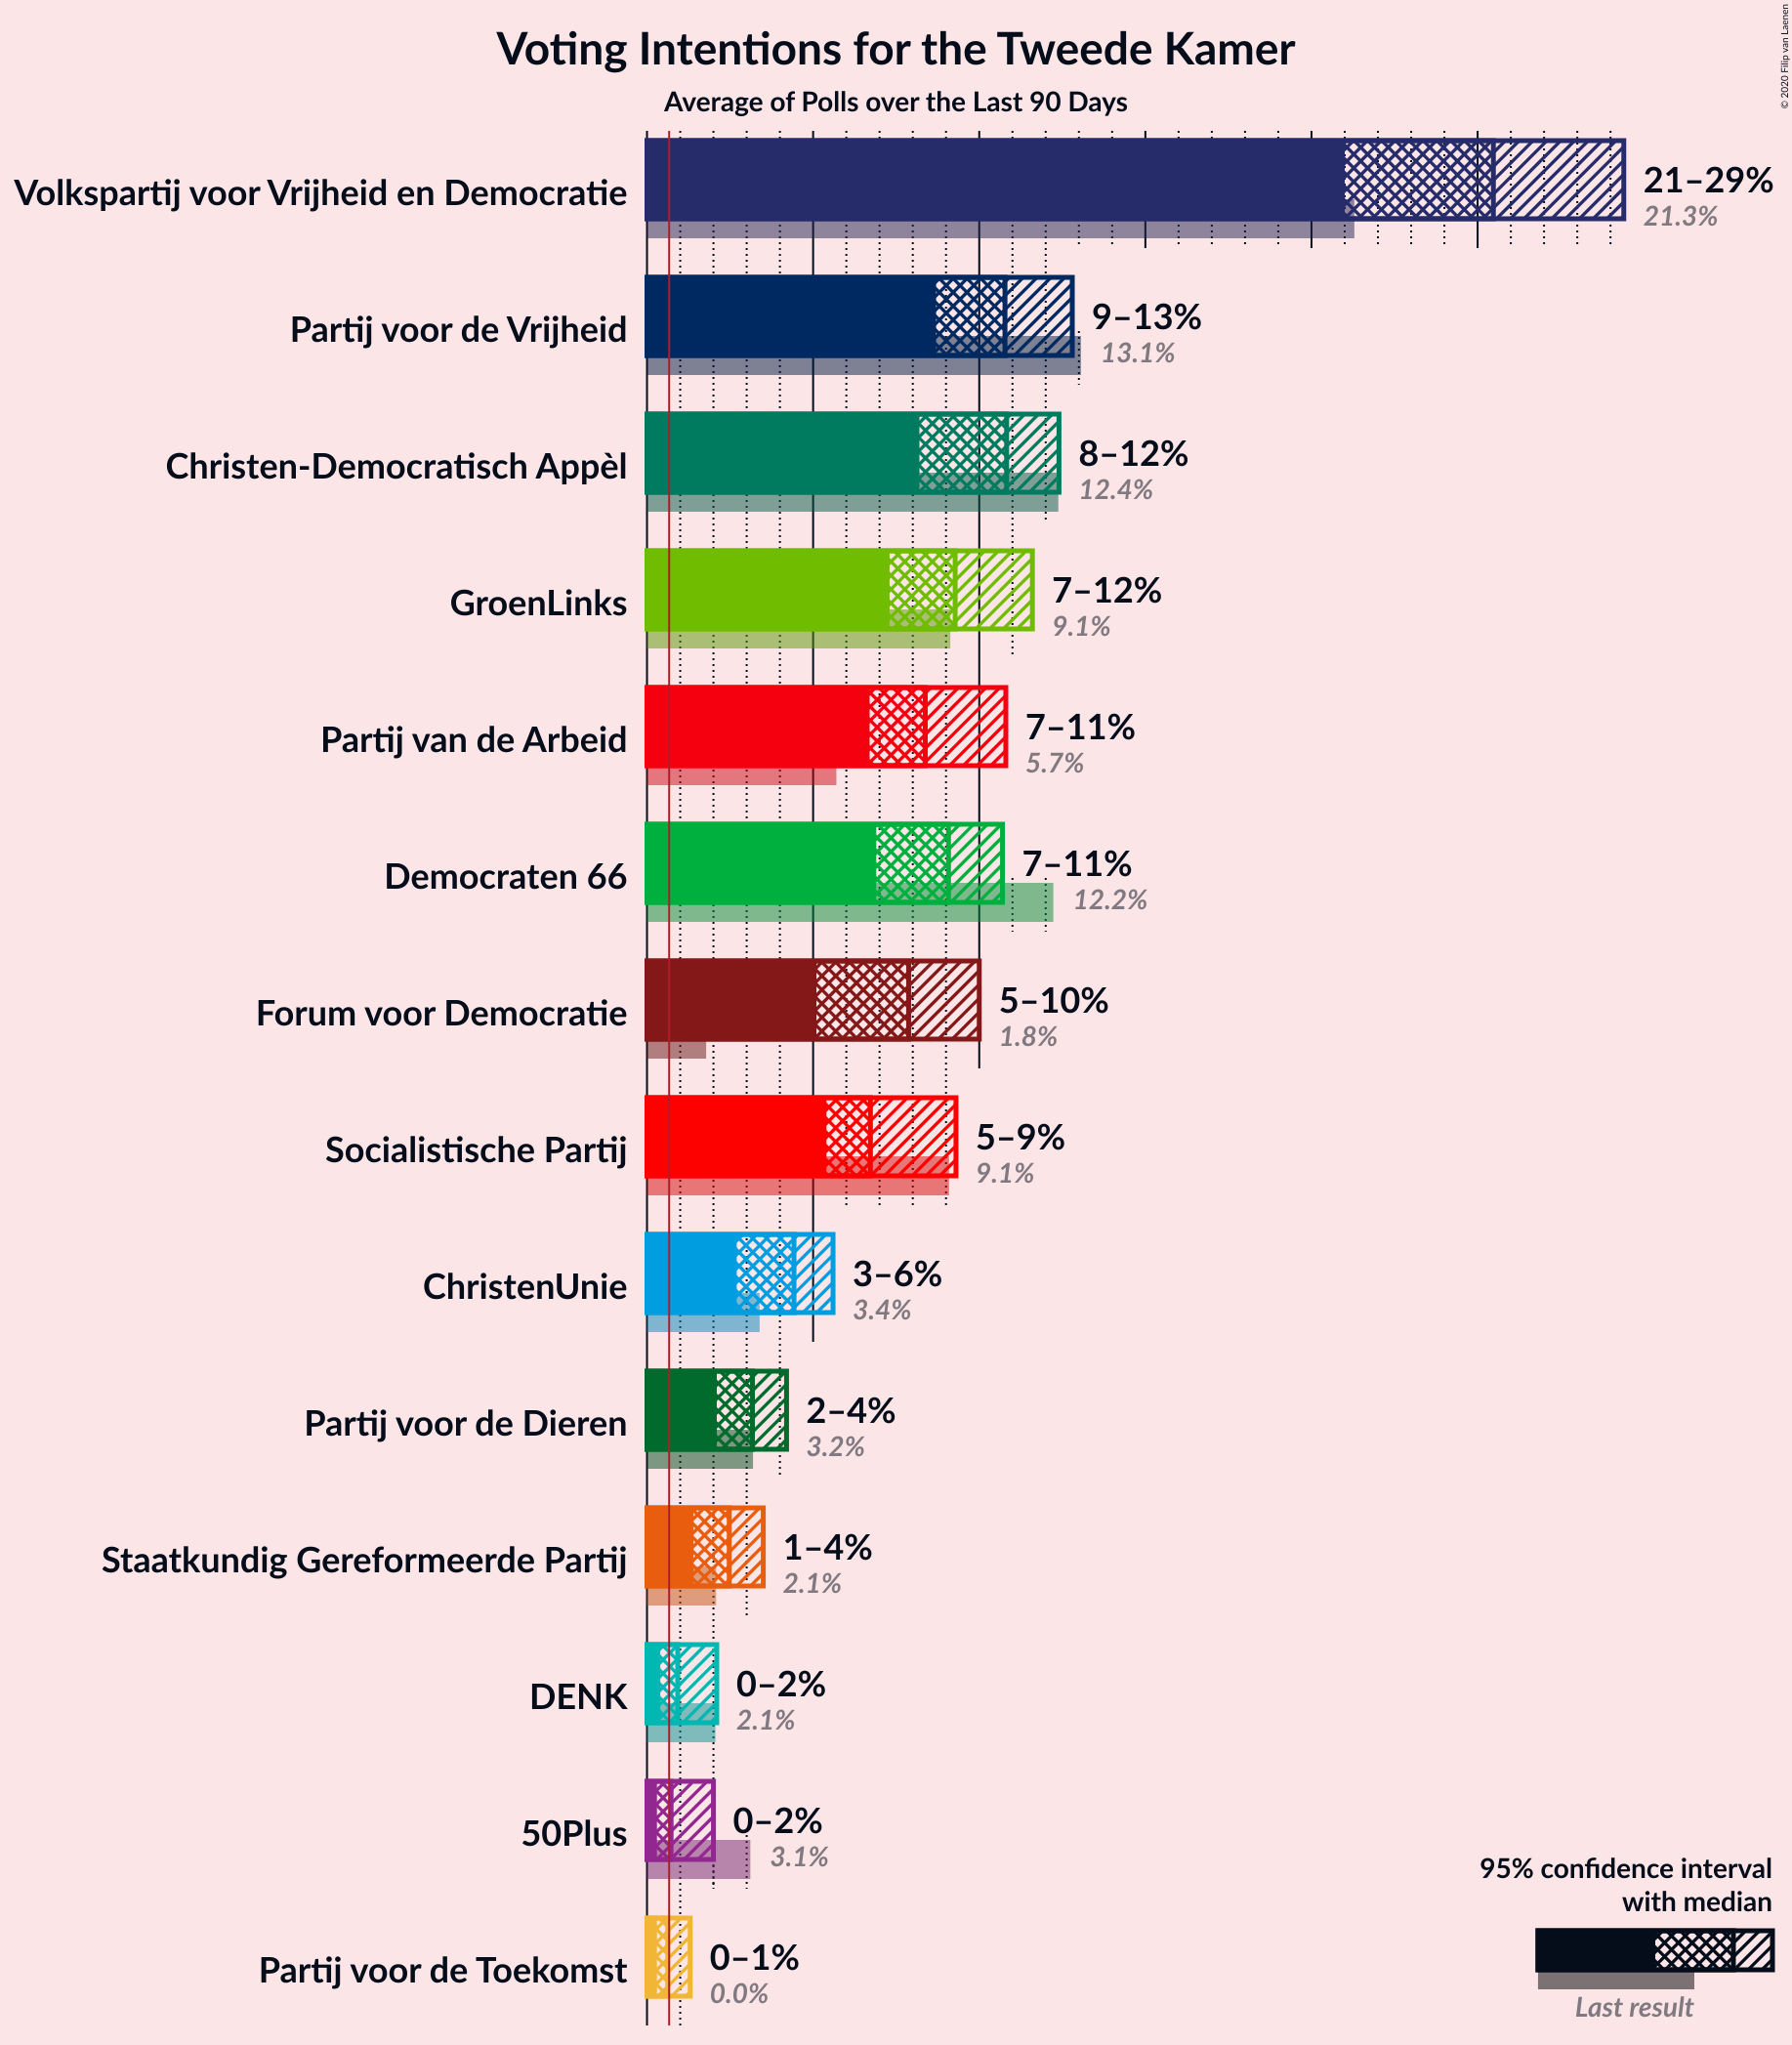 Voting Intentions for the Tweede Kamer
Average of Polls over the Last 90 Days
© 2020 Filip van Laenen
Volkspartij voor Vrijheid en Democratie
21–29%
21.3%
Partij voor de Vrijheid
9–13%
13.1%
Christen-Democratisch Appèl
8–12%
12.4%
GroenLinks
7–12%
9.1%
Partij van de Arbeid
7–11%
5.7%
Democraten 66
7–11%
12.2%
Forum voor Democratie
5–10%
1.8%
Socialistische Partij
5–9%
9.1%
ChristenUnie
3–6%
3.4%
Partij voor de Dieren
2–4%
3.2%
Staatkundig Gereformeerde Partij
1–4%
2.1%
DENK
0–2%
2.1%
50Plus
0–2%
3.1%
Partij voor de Toekomst
0–1%
0.0%
95% confidence interval
with median
Last result